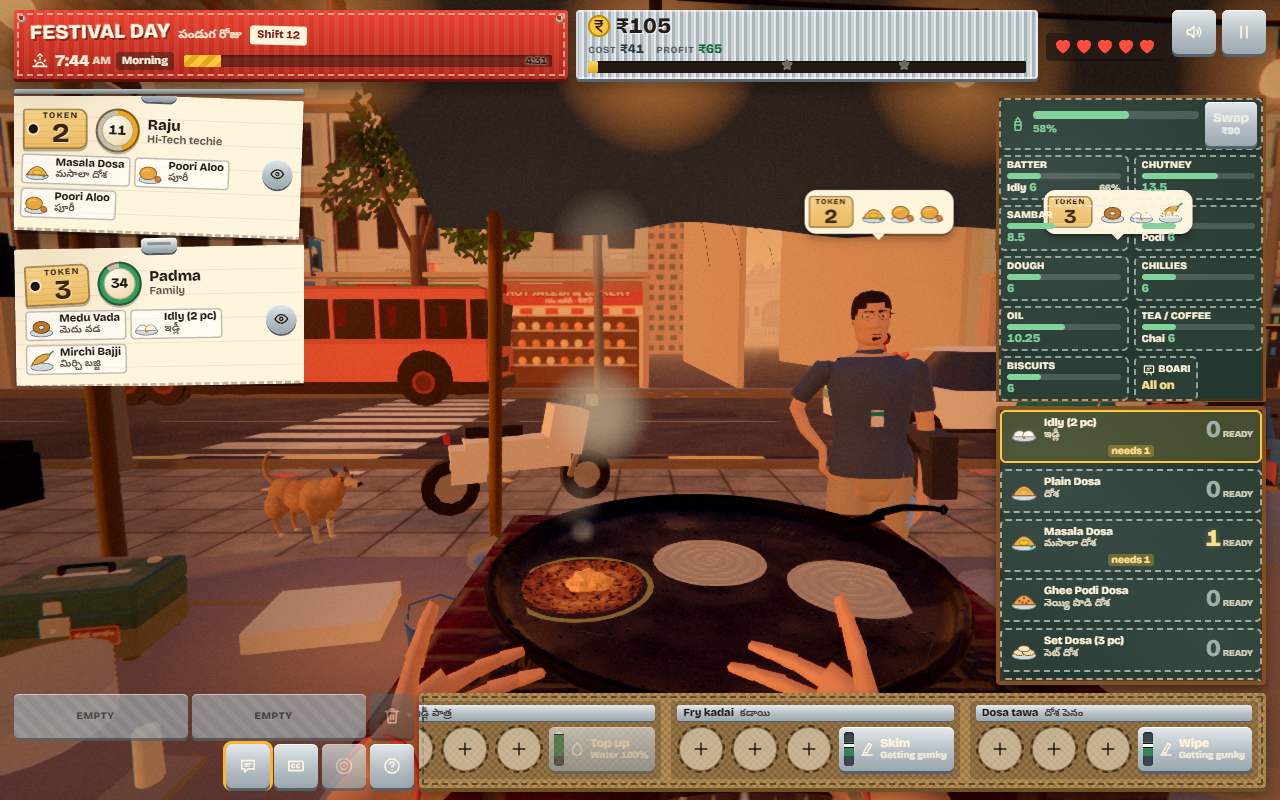 FESTIVAL DAY పండుగ రోజు Shift 12
7:44 AM Morning 4:31
₹ ₹105
COST ₹41 PROFIT ₹65
TOKEN
2
11
Raju
Hi-Tech techie
Masala Dosa
మసాలా దోశ
Poori Aloo
పూరీ
Poori Aloo
పూరీ
TOKEN
3
34
Padma
Family
Medu Vada
మెదు వడ
Idly (2 pc)
ఇడ్లీ
Mirchi Bajji
మిర్చి బజ్జి
TOKEN
2
TOKEN
3
58%
Swap
₹90
BATTER
Idly 6 66%
CHUTNEY
13.5
SAMBAR
8.5
Podi 6
DOUGH
6
CHILLIES
6
OIL
10.25
TEA / COFFEE
Chai 6
BISCUITS
6
BOARI
All on
Idly (2 pc)
ఇడ్లీ
0 READY
needs 1
Plain Dosa
దోశ
0 READY
Masala Dosa
మసాలా దోశ
1 READY
needs 1
Ghee Podi Dosa
నెయ్యి పొడి దోశ
0 READY
Set Dosa (3 pc)
సెట్ దోశ
0 READY
EMPTY
EMPTY
CC
పాత్ర
+ +
Top up
Water 100%
Fry kadai కడాయి
+ + +
Skim
Getting gunky
Dosa tawa దోశ పెనం
+ + +
Wipe
Getting gunky